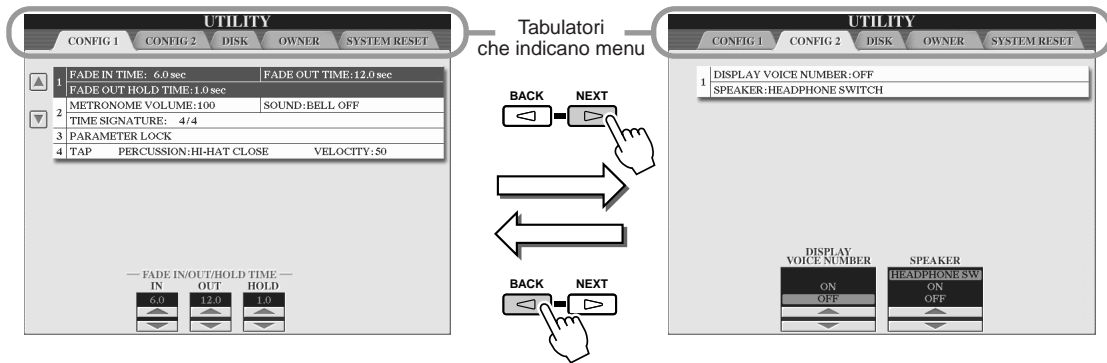 UTILITY
CONFIG 1 CONFIG 2 DISK OWNER SYSTEM RESET
1 FADE IN TIME: 6.0 sec FADE OUT TIME:12.0 sec
FADE OUT HOLD TIME:1.0 sec
2 METRONOME VOLUME:100 SOUND:BELL OFF
TIME SIGNATURE: 4/4
3 PARAMETER LOCK
4 TAP PERCUSSION:HI-HAT CLOSE VELOCITY:50
FADE IN/OUT/HOLD TIME
IN OUT HOLD
6.0 12.0 1.0
Tabulatori
che indicano menu
BACK NEXT
BACK NEXT
UTILITY
CONFIG 1 CONFIG 2 DISK OWNER SYSTEM RESET
1 DISPLAY VOICE NUMBER:OFF
SPEAKER:HEADPHONE SWITCH
DISPLAY
VOICE NUMBER
ON
OFF
SPEAKER
HEADPHONE SW
ON
OFF